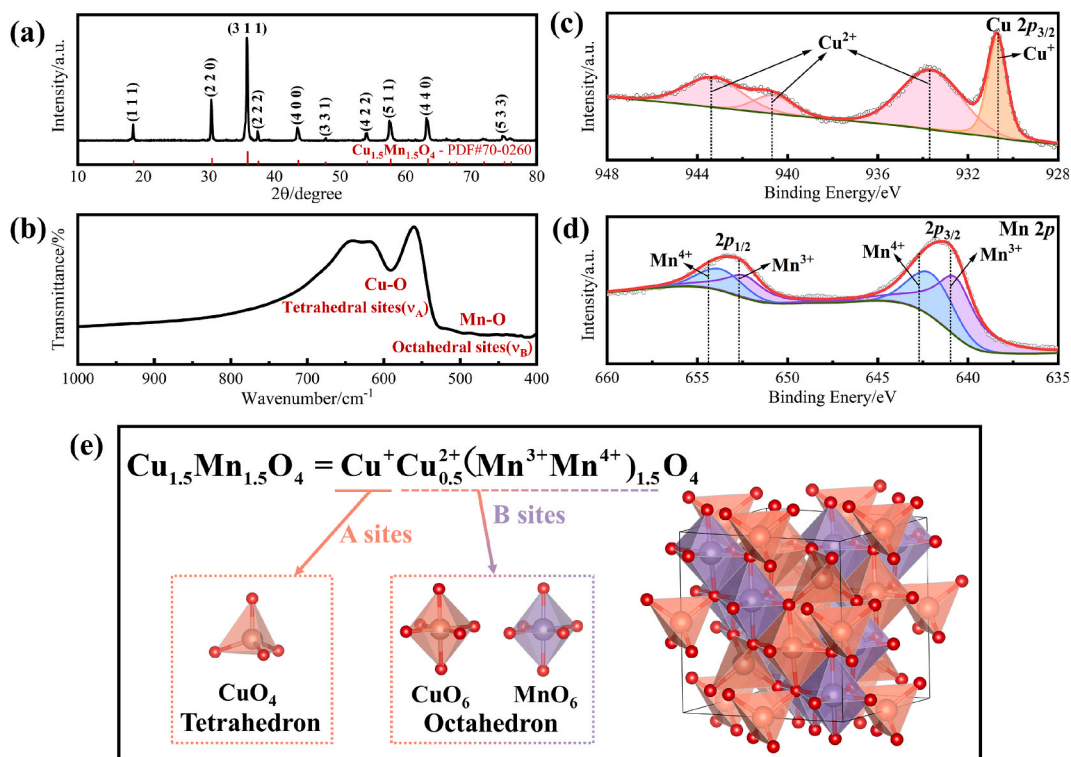 (a)
Intensity/a.u.
(1 1 1)
(2 2 0)
(3 1 1)
(2 2 2)
(4 0 0)
(3 3 1)
(4 2 2)
(5 1 1)
(4 4 0)
(5 3 3)
Cu1.5Mn1.5O4 - PDF#70-0260
10 20 30 40 50 60 70 80
2θ/degree
(b)
Transmittance/%
Cu-O
Tetrahedral sites(νA)
Mn-O
Octahedral sites(νB)
1000 900 800 700 600 500 400
Wavenumber/cm⁻¹
(c)
Cu 2p3/2
Cu²⁺
Cu⁺
Intensity/a.u.
948 944 940 936 932 928
Binding Energy/eV
(d)
Mn 2p
2p1/2
2p3/2
Mn⁴⁺
Mn³⁺
Mn⁴⁺
Mn³⁺
Intensity/a.u.
660 655 650 645 640 635
Binding Enery/eV
(e)
Cu1.5Mn1.5O4 = Cu⁺Cu²⁺0.5(Mn³⁺Mn⁴⁺)1.5O4
A sites
B sites
CuO4
Tetrahedron
CuO6 MnO6
Octahedron